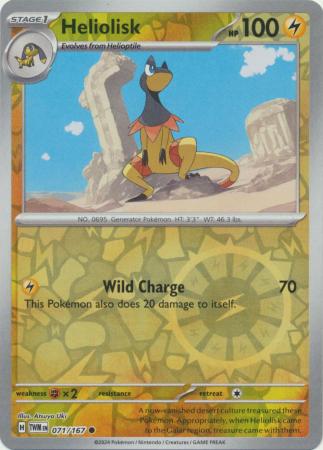 STAGE 1
Heliolisk
HP 100
Evolves from Helioptile
NO. 0695 Generator Pokémon HT: 3'3" WT: 46.3 lbs.
Wild Charge 70
This Pokémon also does 20 damage to itself.
weakness ×2 resistance retreat
Illus. Atsuya Uki
H TWM EN 071/167
A now-vanished desert culture treasured these
Pokémon. Appropriately, when Heliolisk came
to the Galar region, treasure came with them.
©2024 Pokémon / Nintendo / Creatures / GAME FREAK